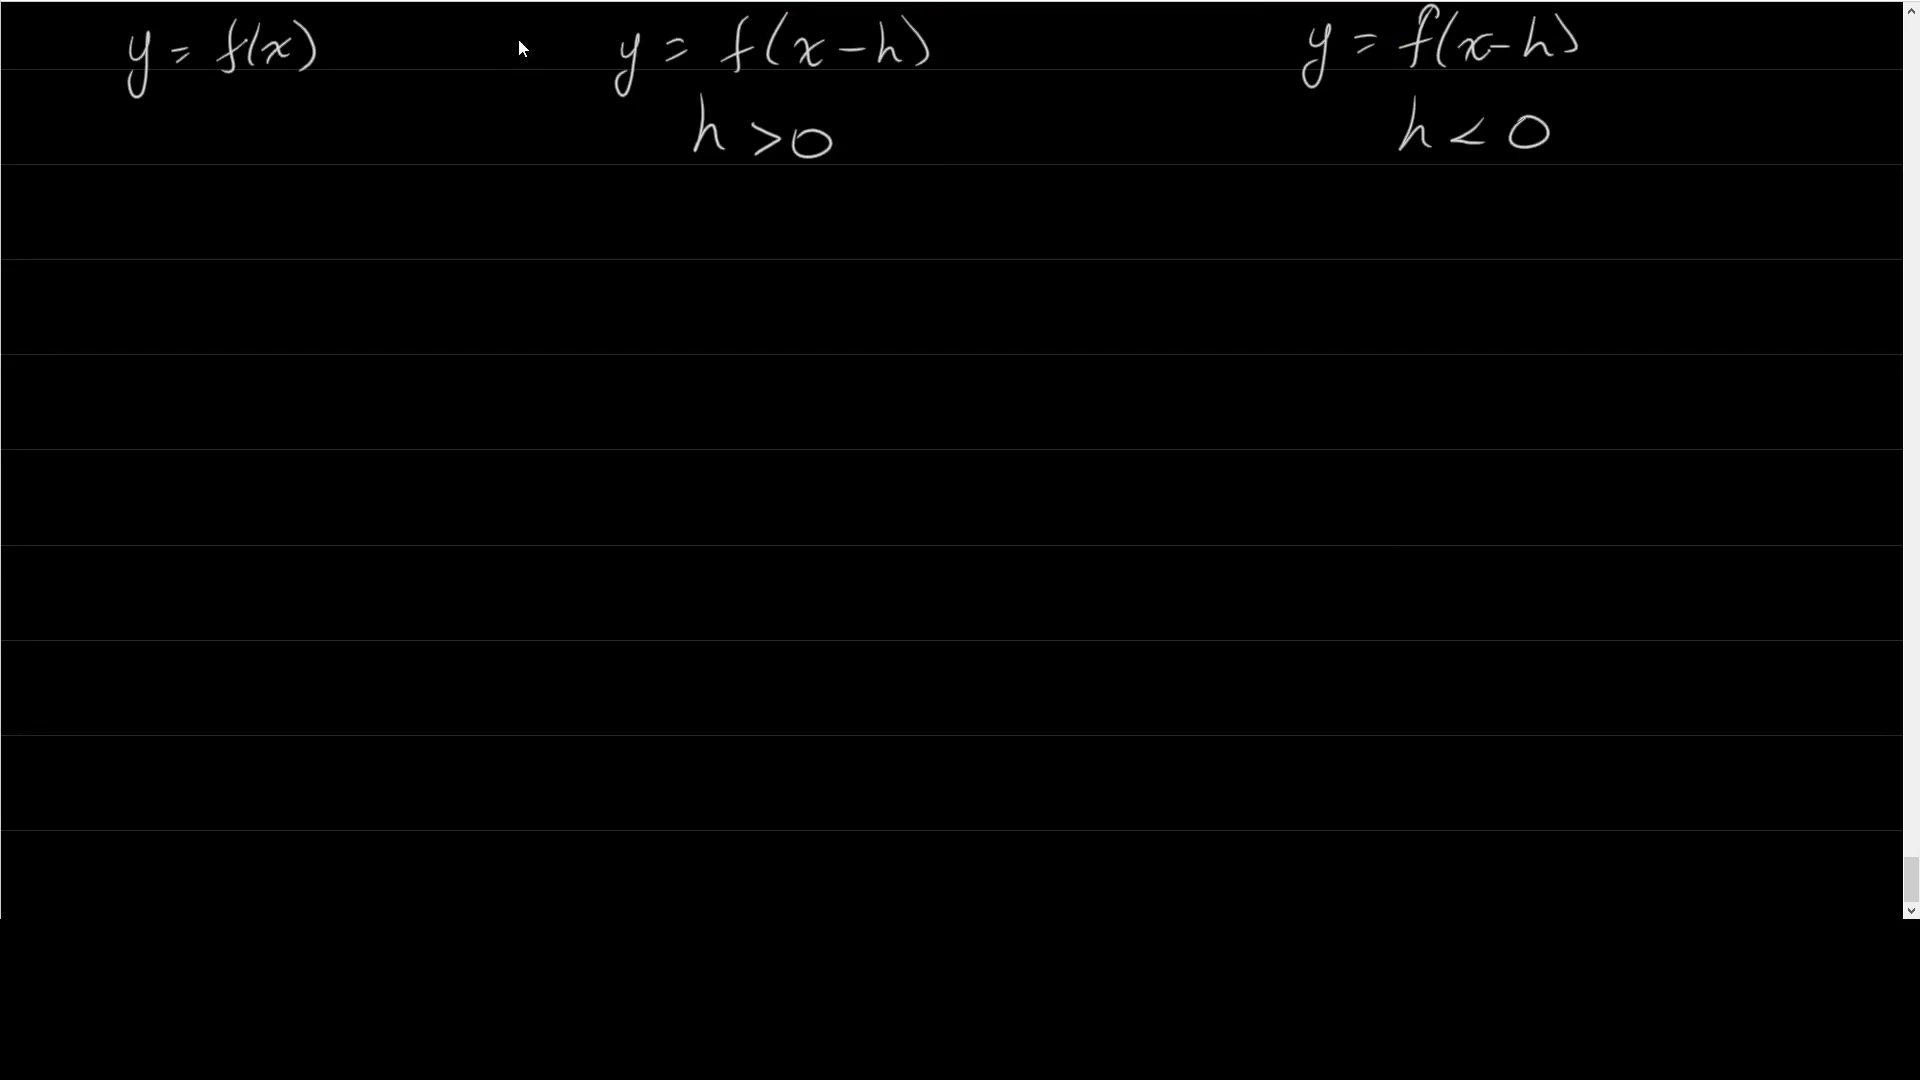 y = f(x) y = f(x-h) y = f(x-h)
h > 0 h < 0